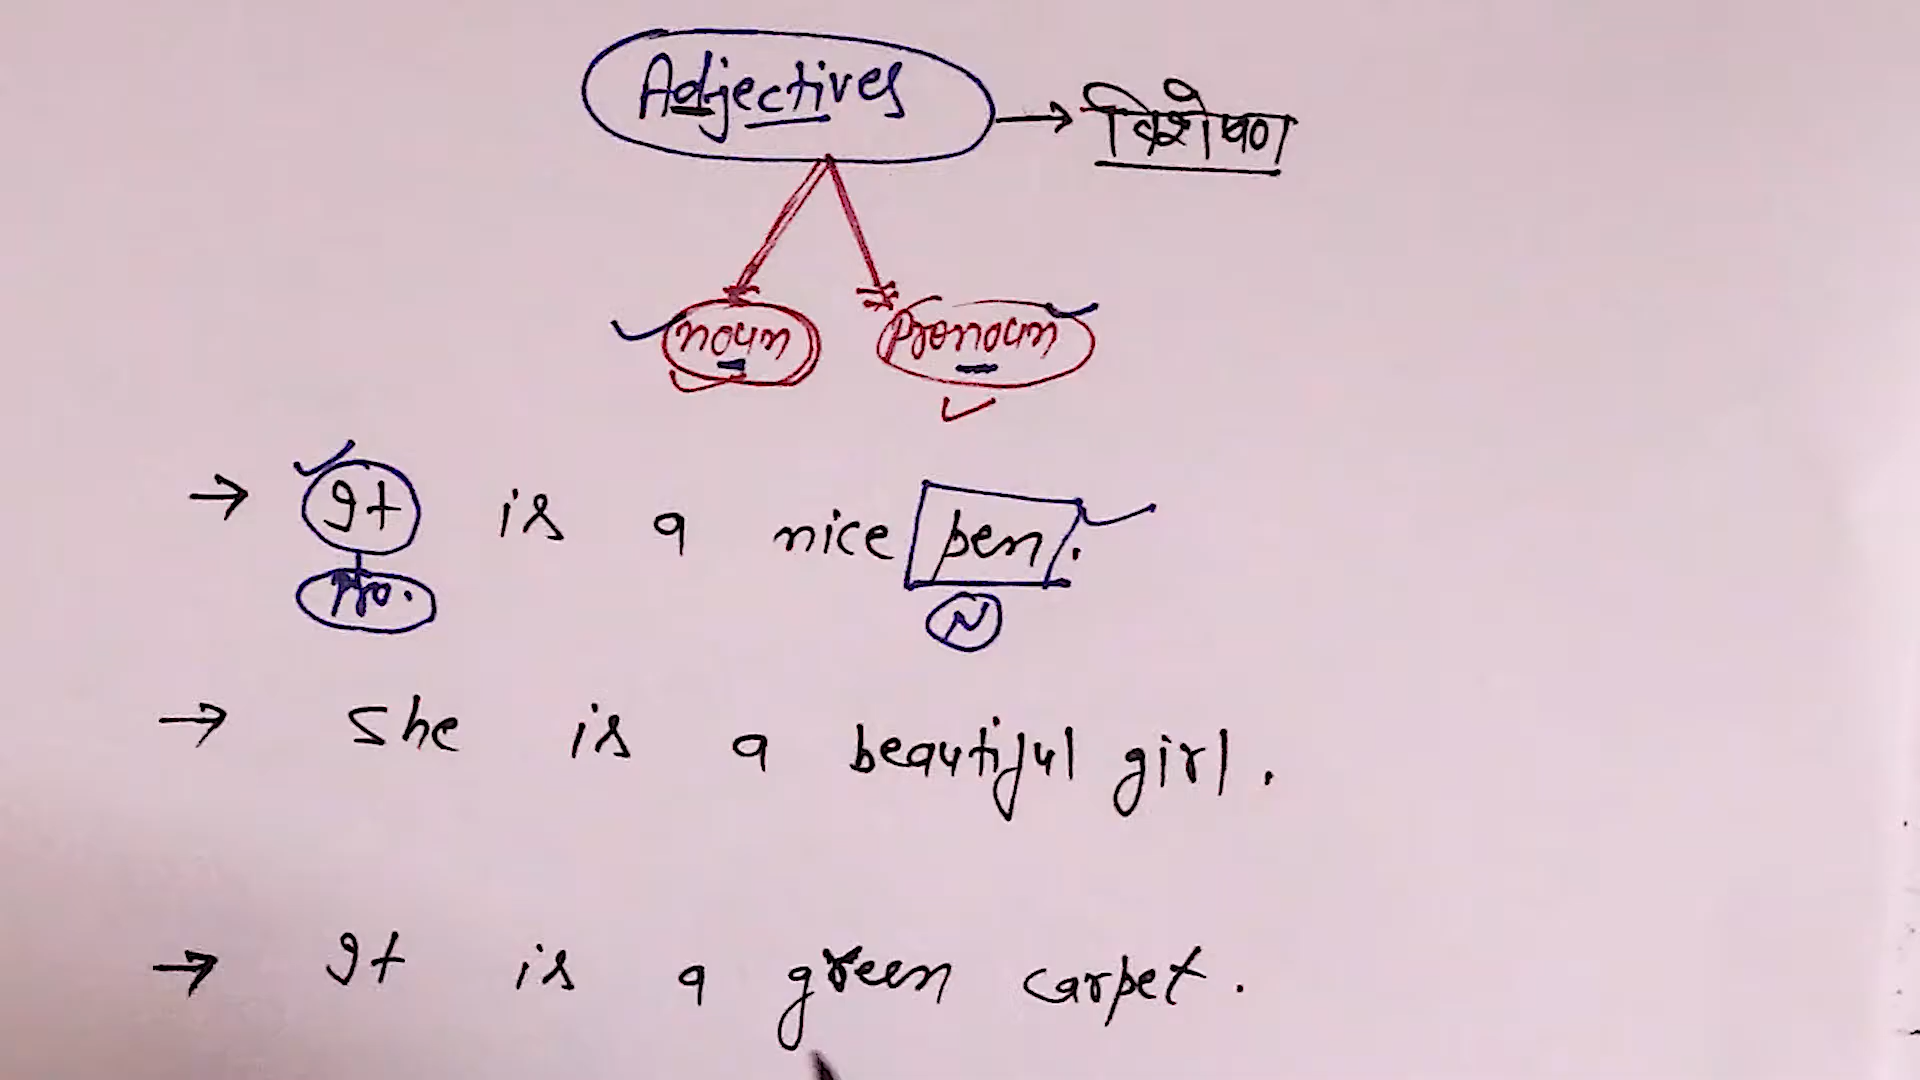 Adjectives → विशेषण
noun pronoun
→ It is a nice pen.
Pro. N
→ She is a beautiful girl.
→ It is a green carpet.